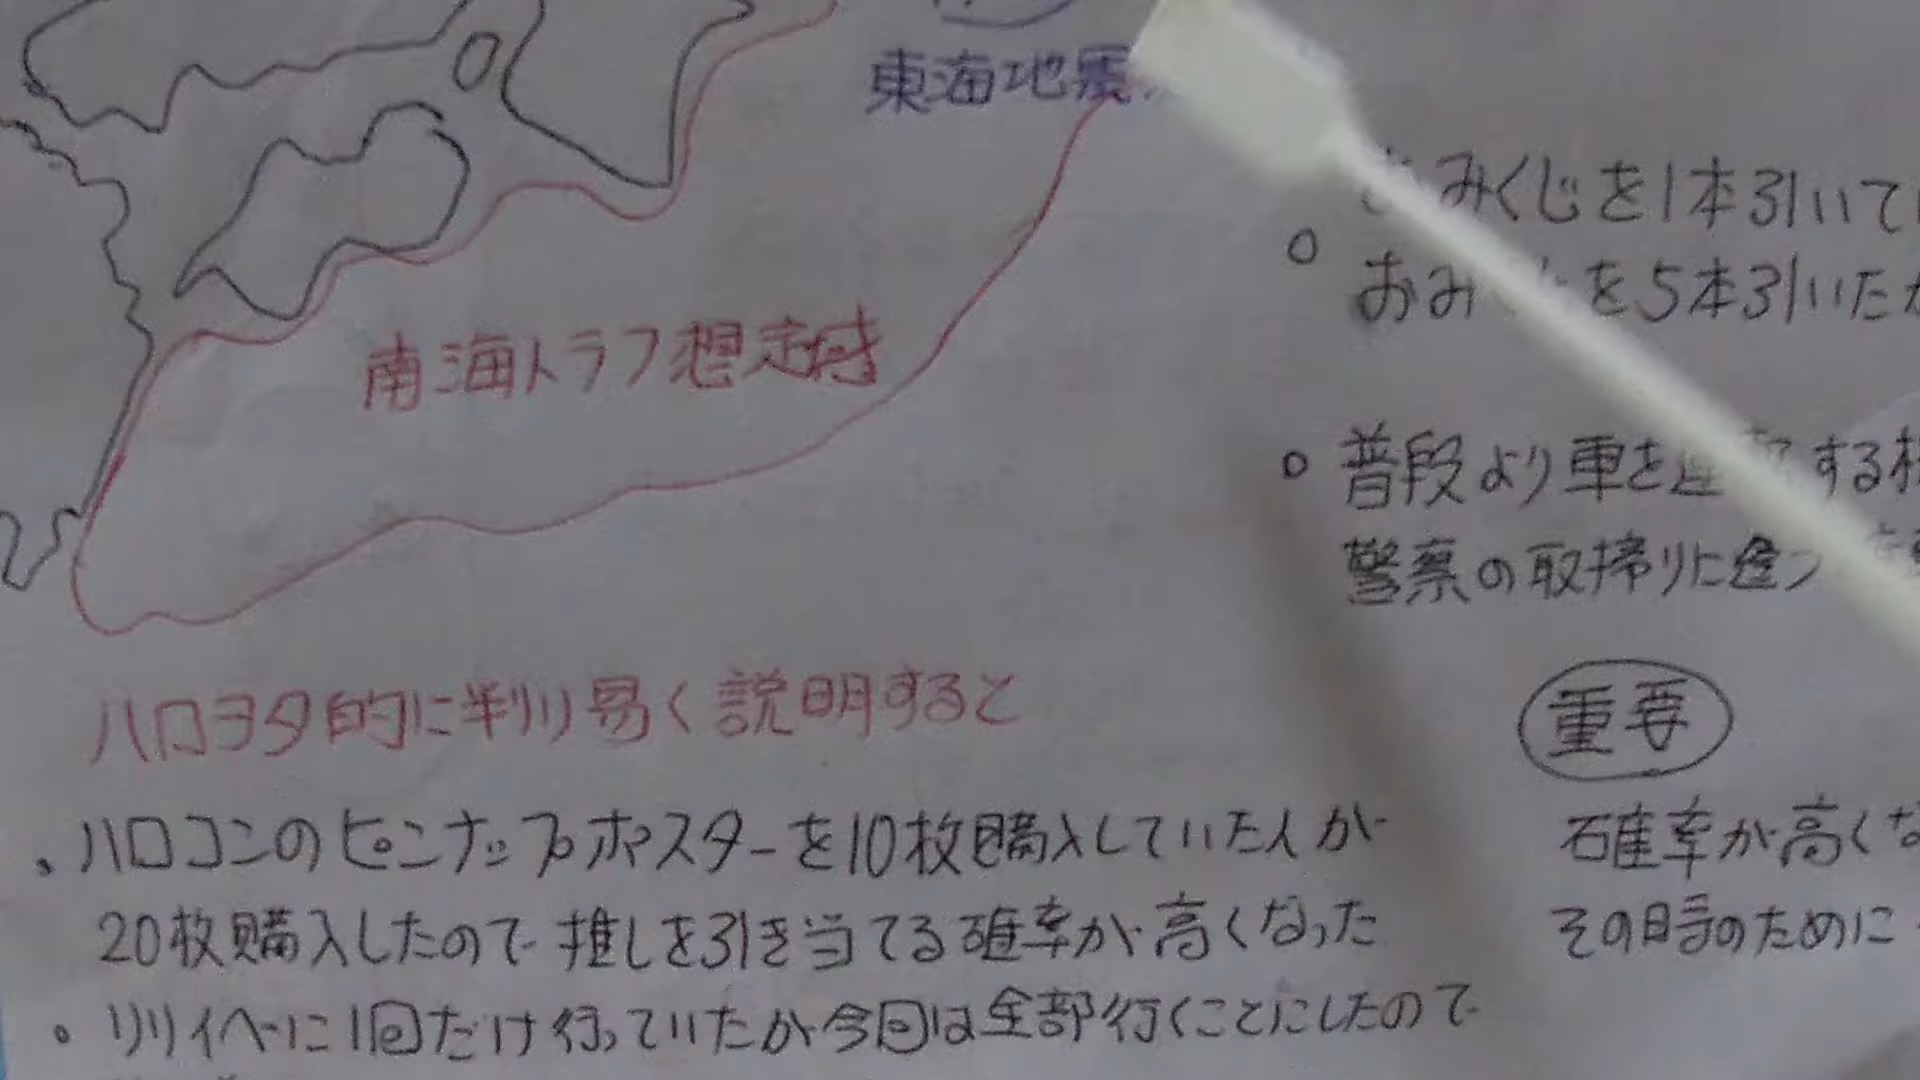 東海地震
南海トラフ想定域
ハロヲタ的に判り易く説明すると
ハロコンのピンナップポスターを10枚購入していた人が
20枚購入したので推しを引き当てる確率が高くなった
リリイベに1回だけ行っていたが今回は全部行くことにしたので
みくじを1本引いて
おみ を5本引いた
普段より車を する
警察の取締りに
重要
確率が高くな
その時のために